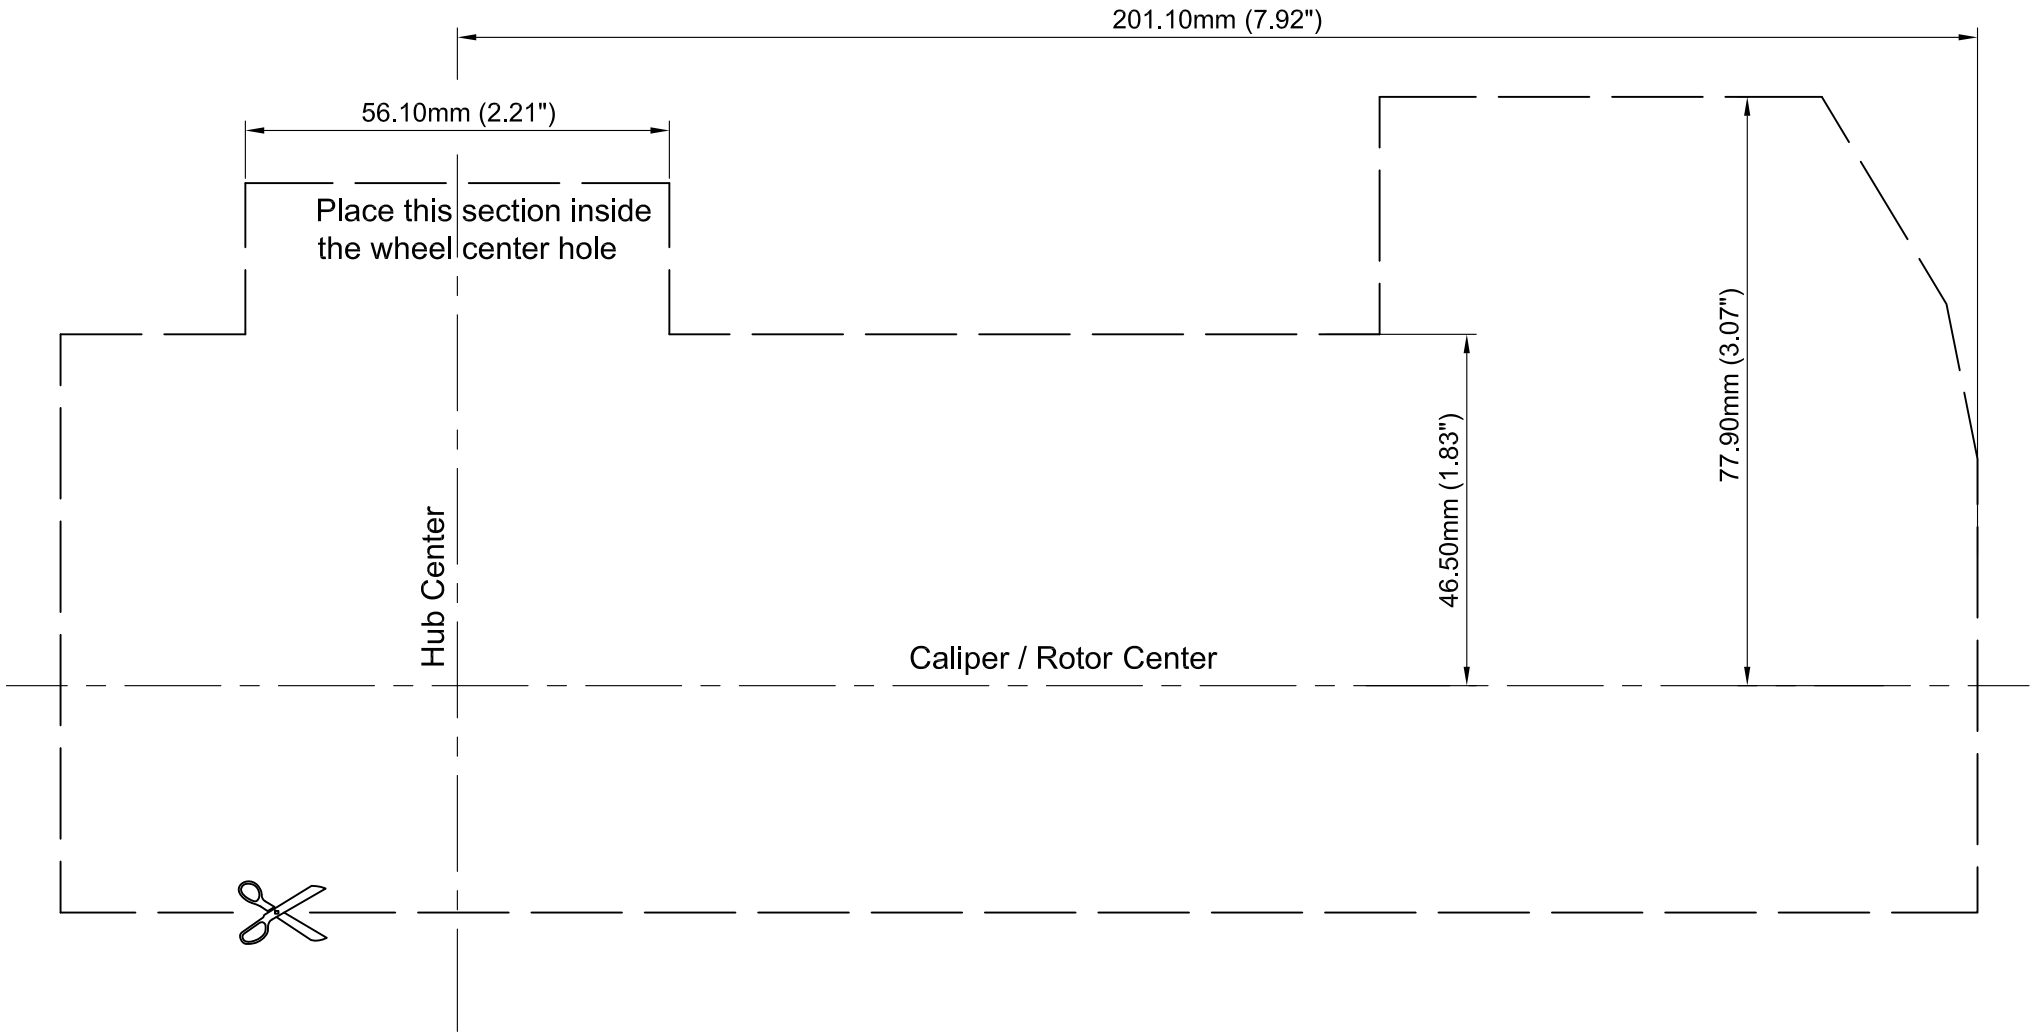 201.10mm (7.92")
56.10mm (2.21")
Place this section inside
the wheel center hole
77.90mm (3.07")
46.50mm (1.83")
Hub Center
Caliper / Rotor Center